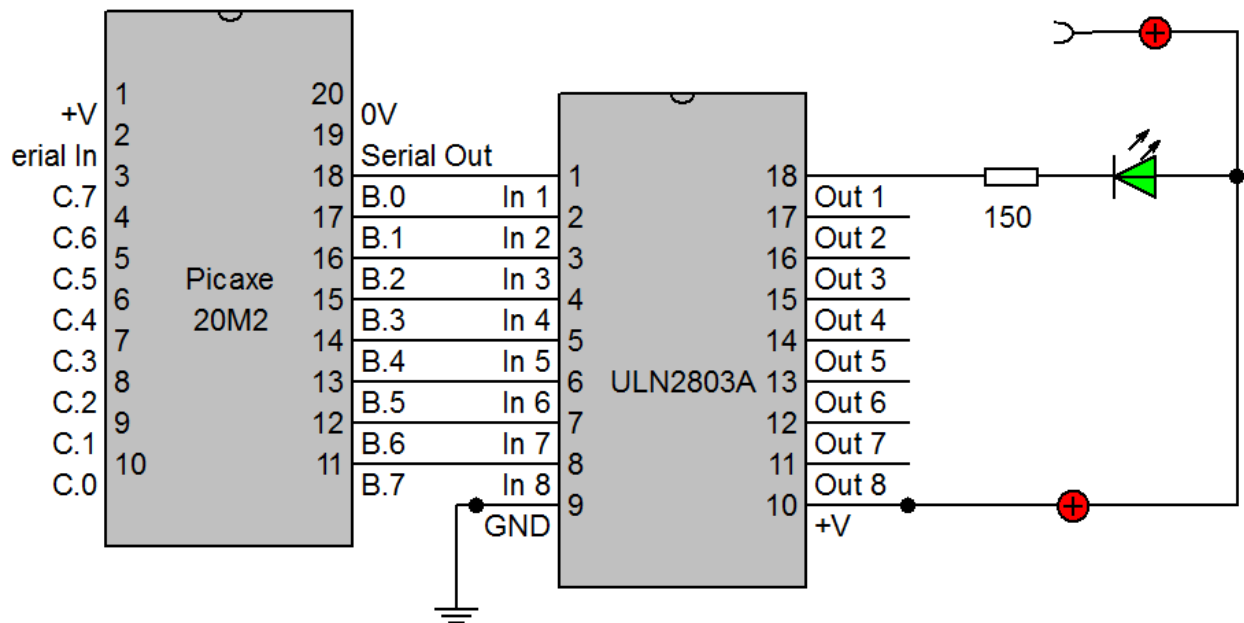 1 20
+V 0V
2 19
erial In Serial Out
3 18 1 18
C.7 B.0 In 1 Out 1
4 17 2 17 150
C.6 B.1 In 2 Out 2
5 16 3 16
C.5 Picaxe B.2 In 3 Out 3
6 15 4 15
C.4 20M2 B.3 In 4 Out 4
7 14 5 14
C.3 B.4 In 5 Out 5
8 13 6 ULN2803A 13
C.2 B.5 In 6 Out 6
9 12 7 12
C.1 B.6 In 7 Out 7
10 11 8 11
C.0 B.7 In 8 Out 8
9 10
GND +V